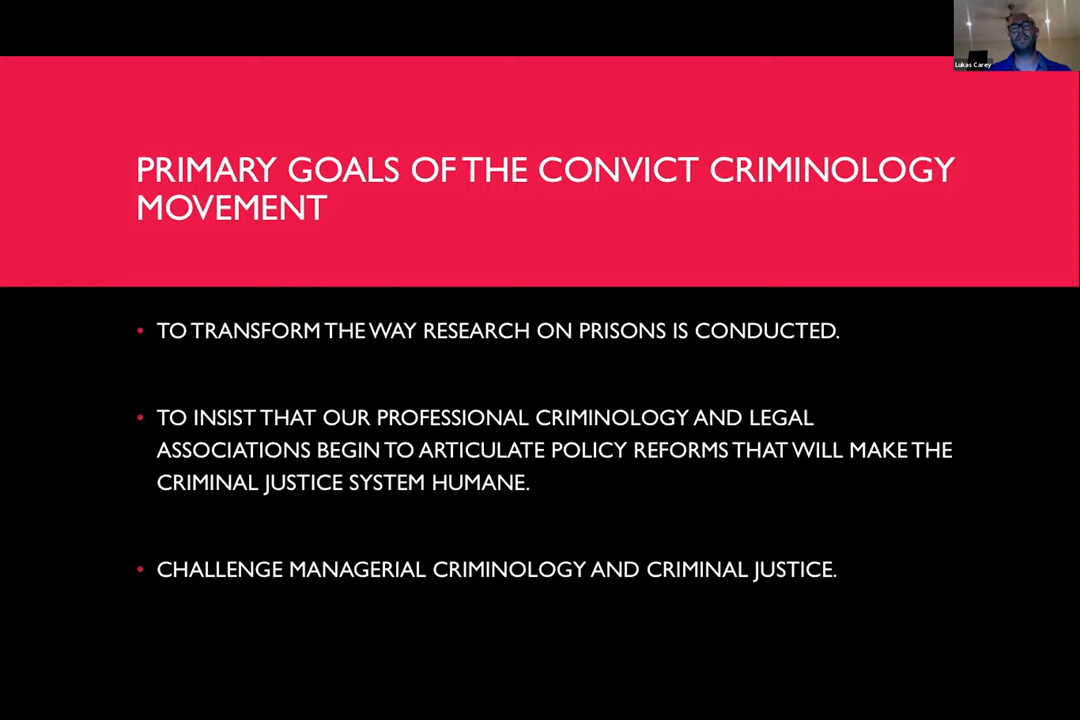 Lukas Carey
PRIMARY GOALS OF THE CONVICT CRIMINOLOGY
MOVEMENT
• TO TRANSFORM THE WAY RESEARCH ON PRISONS IS CONDUCTED.
• TO INSIST THAT OUR PROFESSIONAL CRIMINOLOGY AND LEGAL
ASSOCIATIONS BEGIN TO ARTICULATE POLICY REFORMS THAT WILL MAKE THE
CRIMINAL JUSTICE SYSTEM HUMANE.
• CHALLENGE MANAGERIAL CRIMINOLOGY AND CRIMINAL JUSTICE.